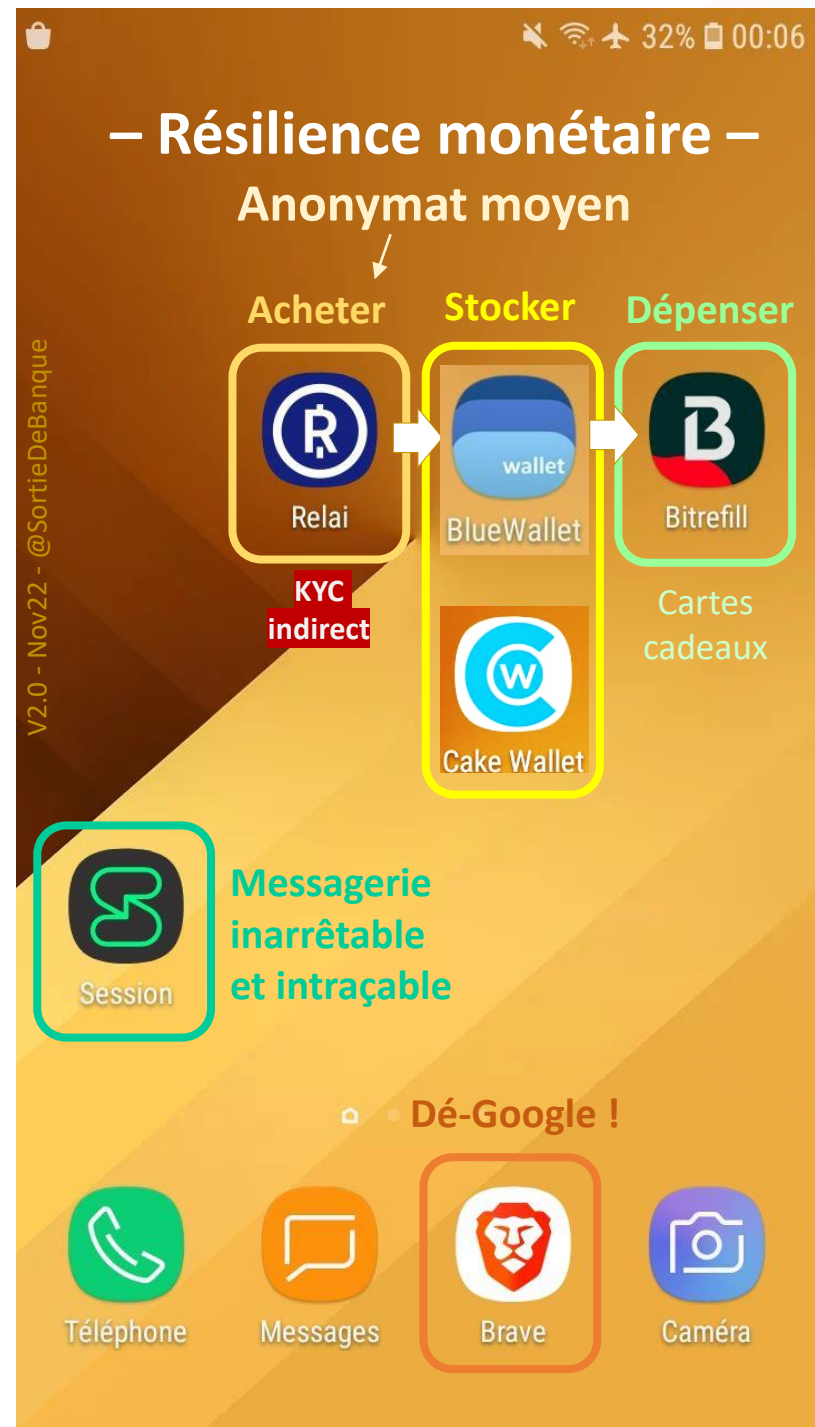 32% 00:06
– Résilience monétaire –
Anonymat moyen
Acheter Stocker Dépenser
V2.0 - Nov22 - @SortieDeBanque
wallet
Relai BlueWallet Bitrefill
KYC
indirect
Cartes
cadeaux
Cake Wallet
Messagerie
inarrêtable
et intraçable
Session
Dé-Google !
Téléphone Messages Brave Caméra